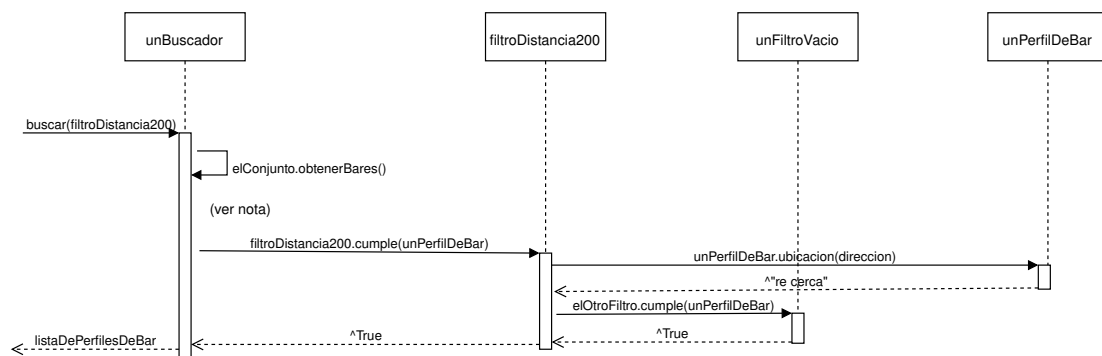 unBuscador
filtroDistancia200
unFiltroVacio
unPerfilDeBar
buscar(filtroDistancia200)
elConjunto.obtenerBares()
(ver nota)
filtroDistancia200.cumple(unPerfilDeBar)
unPerfilDeBar.ubicacion(direccion)
^"re cerca"
elOtroFiltro.cumple(unPerfilDeBar)
^True
^True
listaDePerfilesDeBar